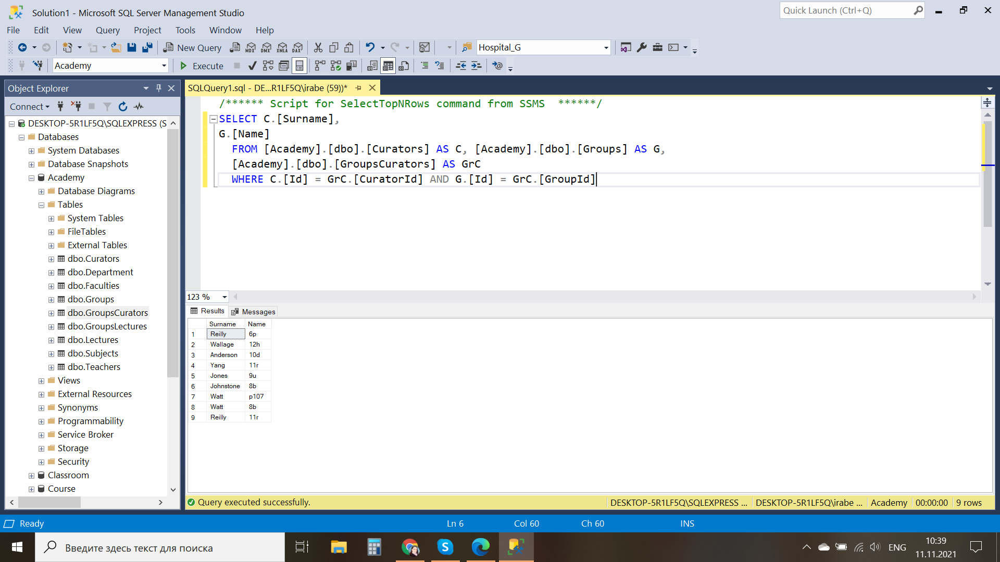 Solution1 - Microsoft SQL Server Management Studio
Quick Launch (Ctrl+Q)
File Edit View Query Project Tools Window Help
New Query MDX DMX XMLA DAX Hospital_G
Academy Execute
Object Explorer
Connect
DESKTOP-5R1LF5Q\SQLEXPRESS (S
Databases
System Databases
Database Snapshots
Academy
Database Diagrams
Tables
System Tables
FileTables
External Tables
dbo.Curators
dbo.Department
dbo.Faculties
dbo.Groups
dbo.GroupsCurators
dbo.GroupsLectures
dbo.Lectures
dbo.Subjects
dbo.Teachers
Views
External Resources
Synonyms
Programmability
Service Broker
Storage
Security
Classroom
Course
SQLQuery1.sql - DE...R1LF5Q\irabe (59))*
/****** Script for SelectTopNRows command from SSMS ******/
SELECT C.[Surname],
G.[Name]
FROM [Academy].[dbo].[Curators] AS C, [Academy].[dbo].[Groups] AS G,
[Academy].[dbo].[GroupsCurators] AS GrC
WHERE C.[Id] = GrC.[CuratorId] AND G.[Id] = GrC.[GroupId]
123 %
Results Messages
Surname Name
1 Reilly 6p
2 Wallage 12h
3 Anderson 10d
4 Yang 11r
5 Jones 9u
6 Johnstone 8b
7 Watt p107
8 Watt 8b
9 Reilly 11r
Query executed successfully. DESKTOP-5R1LF5Q\SQLEXPRESS ... DESKTOP-5R1LF5Q\irabe ... Academy 00:00:00 9 rows
Ready Ln 6 Col 60 Ch 60 INS
Введите здесь текст для поиска
ENG
10:39
11.11.2021